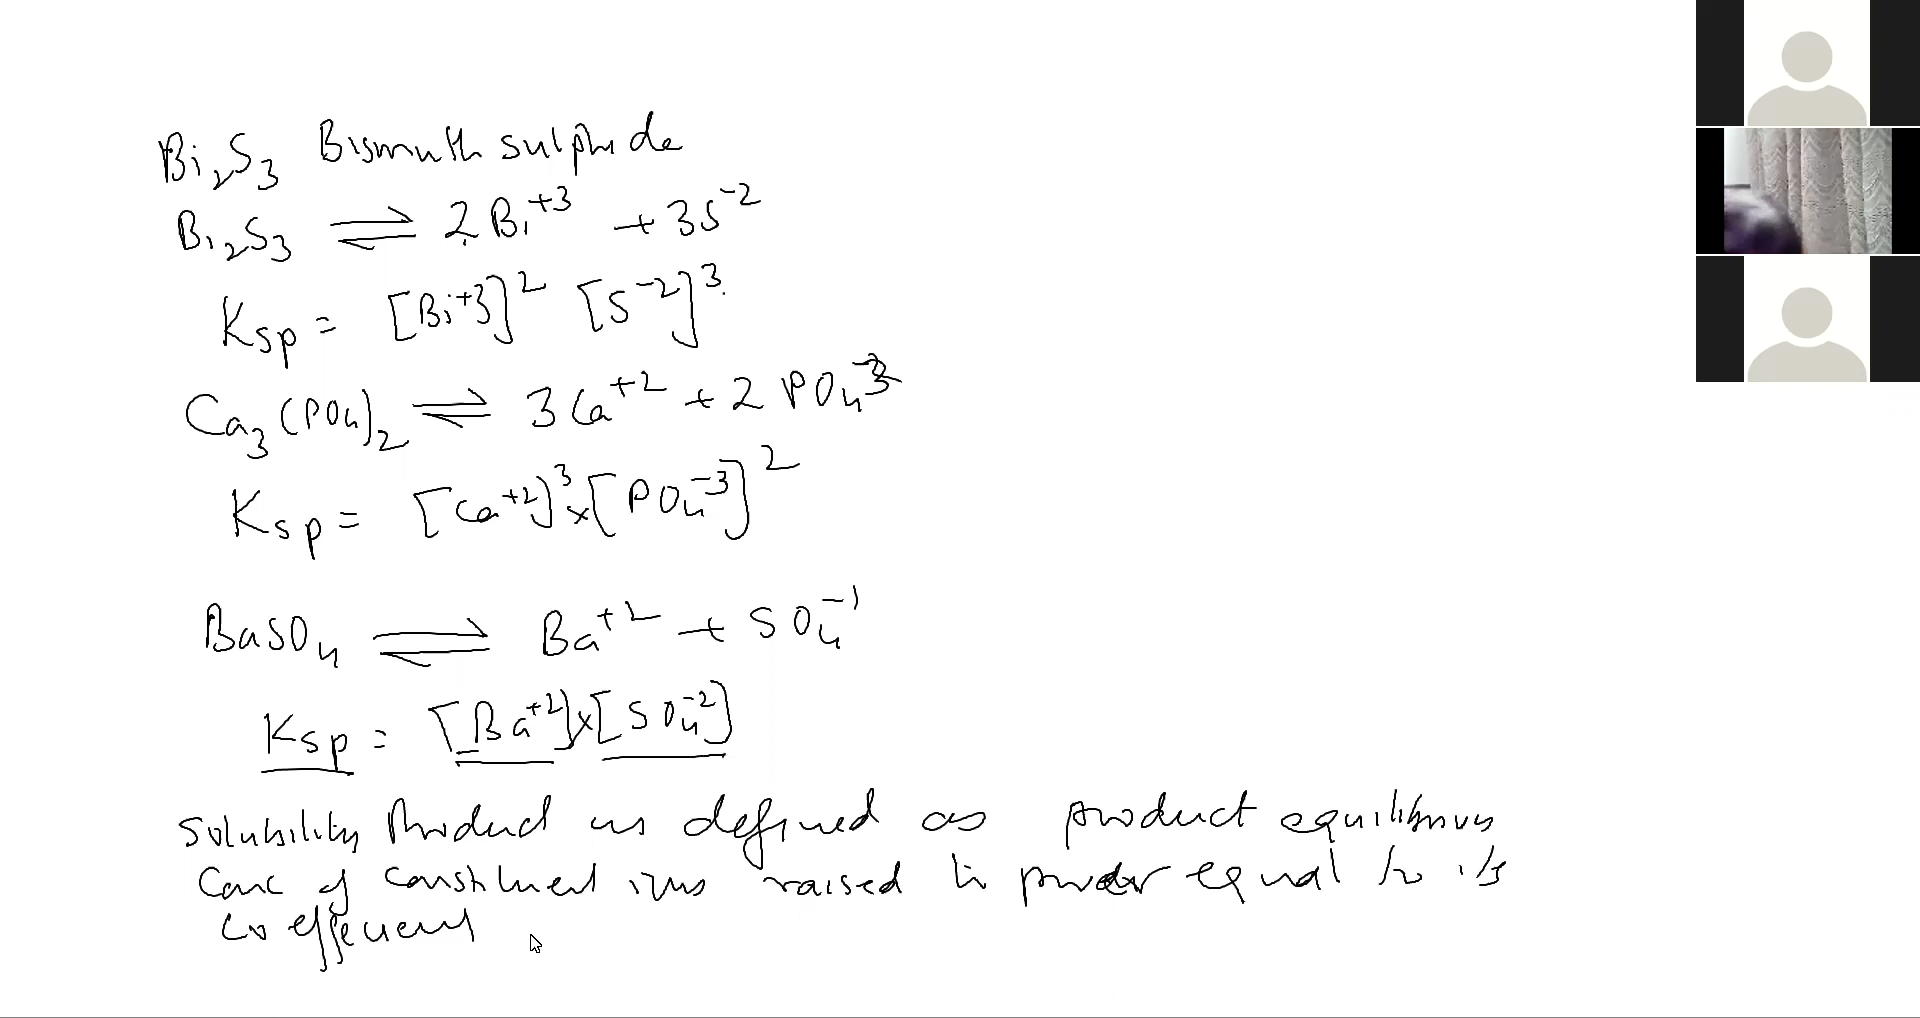 Bi₂S₃ Bismuth sulphide
Bi₂S₃ ⇌ 2Bi⁺³ + 3S⁻²
Ksp = [Bi⁺³]² [S⁻²]³
Ca₃(PO₄)₂ ⇌ 3Ca⁺² + 2PO₄⁻³
Ksp = [Ca⁺²]³ × [PO₄⁻³]²
BaSO₄ ⇌ Ba⁺² + SO₄⁻¹
Ksp = [Ba⁺²] × [SO₄⁻²]
Solubility Product is defined as product equilibrium
Conc of constituent ions raised to power equal to its
coefficient